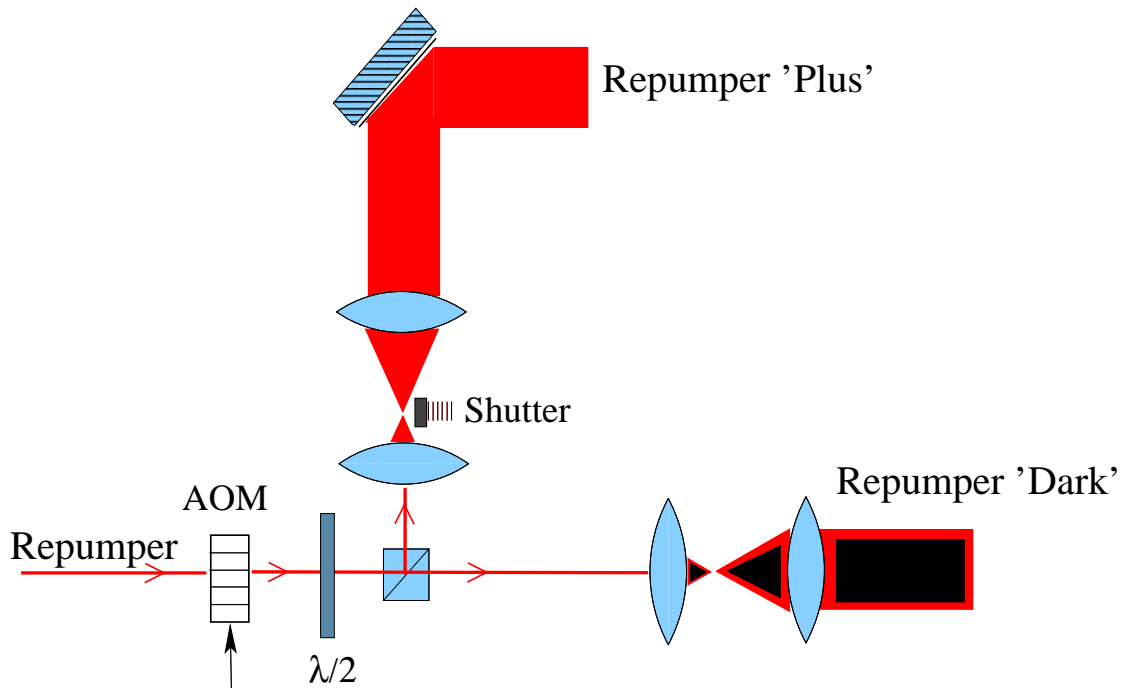 Repumper ’Plus’
Shutter
Repumper ’Dark’
AOM
Repumper
λ/2